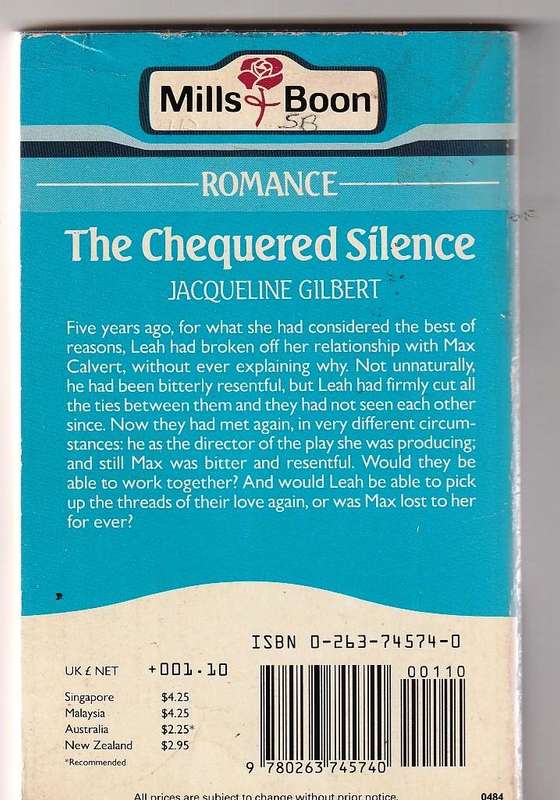 Mills & Boon
SB
ROMANCE
The Chequered Silence
JACQUELINE GILBERT
Five years ago, for what she had considered the best of
reasons, Leah had broken off her relationship with Max
Calvert, without ever explaining why. Not unnaturally,
he had been bitterly resentful, but Leah had firmly cut all
the ties between them and they had not seen each other
since. Now they had met again, in very different circum-
stances: he as the director of the play she was producing;
and still Max was bitter and resentful. Would they be
able to work together? And would Leah be able to pick
up the threads of their love again, or was Max lost to her
for ever?
ISBN 0-263-74574-0
UK £ NET +001.10
00110
Singapore $4.25
Malaysia $4.25
Australia $2.25*
New Zealand $2.95
*Recommended
9 780263 745740
All prices are subject to change without prior notice. 0484